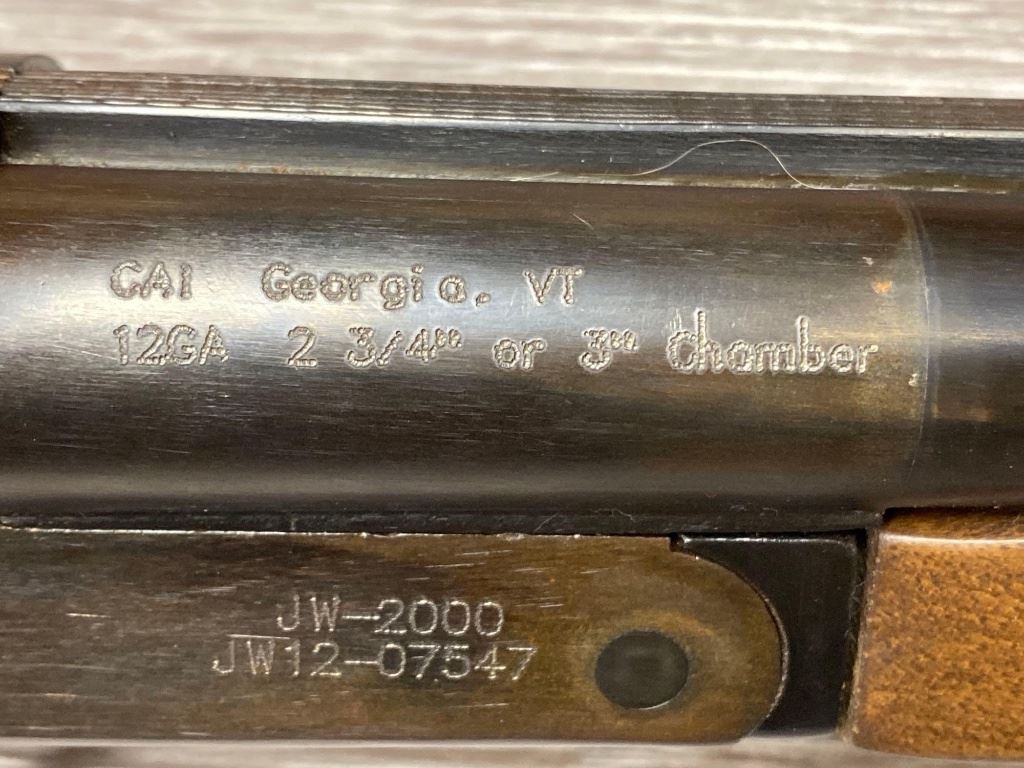 CAI Georgia, VT
12GA 2 3/4" or 3" Chamber
JW-2000
JW12-07547